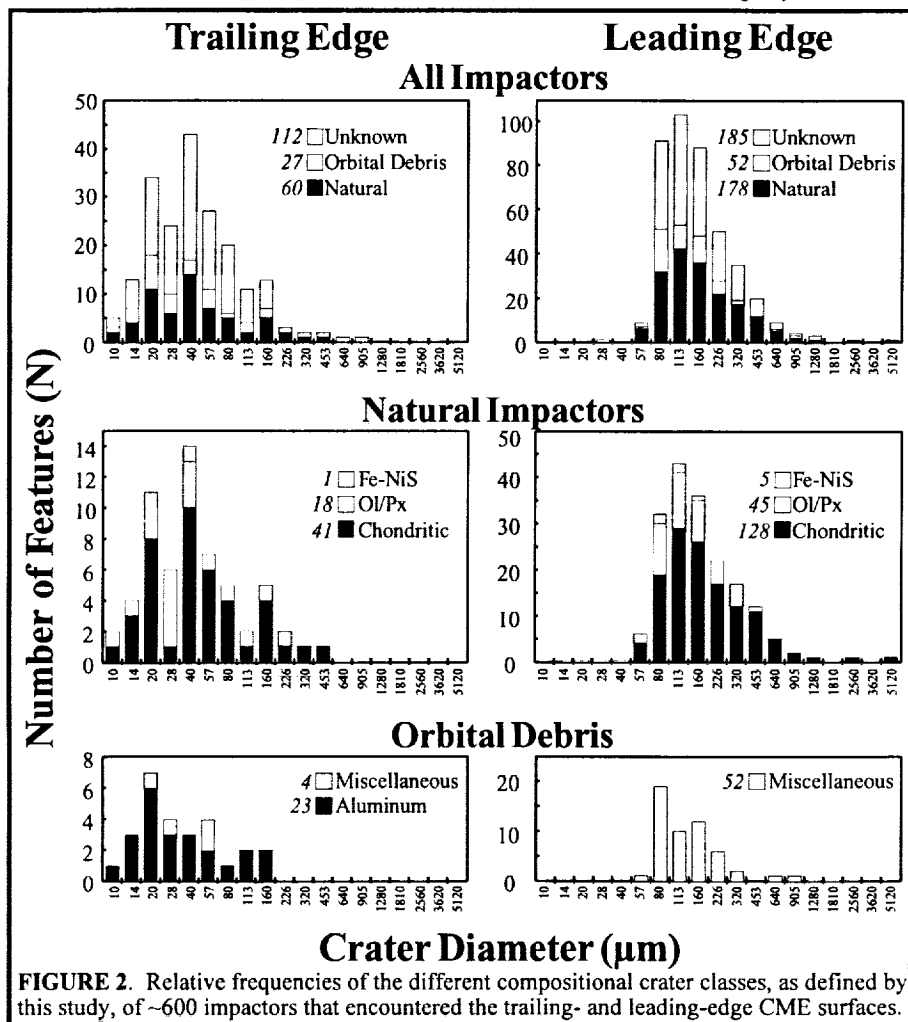 Trailing Edge
Leading Edge
All Impactors
Number of Features (N)
50
40
30
20
10
0
112 Unknown
27 Orbital Debris
60 Natural
10 14 20 28 40 57 80 113 160 226 320 453 640 905 1280 1810 2560 3620 5120
100
80
60
40
20
0
185 Unknown
52 Orbital Debris
178 Natural
10 14 20 28 40 57 80 113 160 226 320 453 640 905 1280 1810 2560 3620 5120
Natural Impactors
14
12
10
8
6
4
2
0
1 Fe-NiS
18 Ol/Px
41 Chondritic
10 14 20 28 40 57 80 113 160 226 320 453 640 905 1280 1810 2560 3620 5120
50
40
30
20
10
0
5 Fe-NiS
45 Ol/Px
128 Chondritic
10 14 20 28 40 57 80 113 160 226 320 453 640 905 1280 1810 2560 3620 5120
Orbital Debris
8
6
4
2
0
4 Miscellaneous
23 Aluminum
10 14 20 28 40 57 80 113 160 226 320 453 640 905 1280 1810 2560 3620 5120
20
10
0
52 Miscellaneous
10 14 20 28 40 57 80 113 160 226 320 453 640 905 1280 1810 2560 3620 5120
Crater Diameter (µm)
FIGURE 2. Relative frequencies of the different compositional crater classes, as defined by
this study, of ~600 impactors that encountered the trailing- and leading-edge CME surfaces.